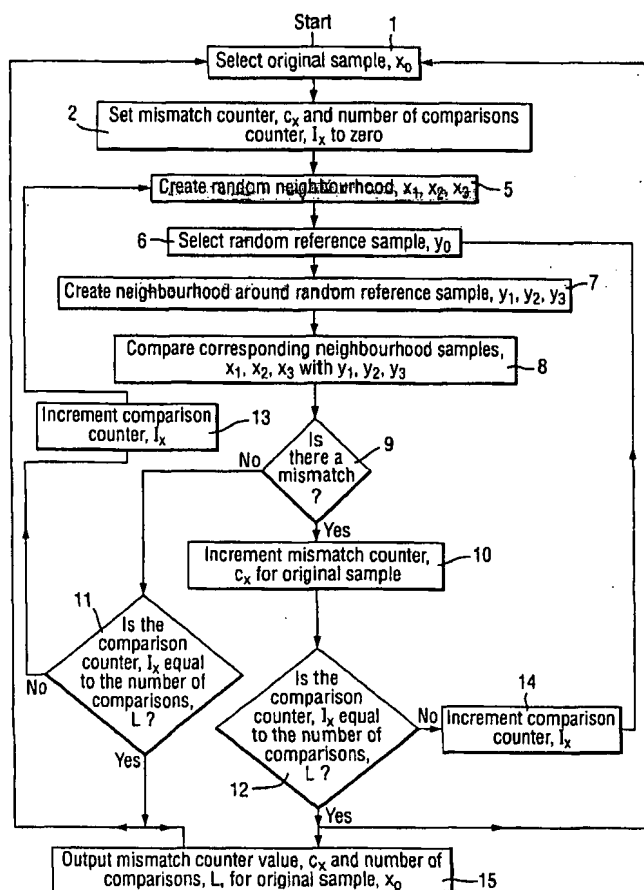 Start
1
Select original sample, x0
2
Set mismatch counter, cx and number of comparisons
counter, Ix to zero
Create random neighbourhood, x1, x2, x3
5
6
Select random reference sample, y0
7
Create neighbourhood around random reference sample, y1, y2, y3
Compare corresponding neighbourhood samples,
x1, x2, x3 with y1, y2, y3
8
Increment comparison
counter, Ix
13
9
Is
there a
mismatch
?
No
Yes
Increment mismatch counter,
cx for original sample
10
11
Is the
comparison
counter, Ix equal
to the number of
comparisons,
L ?
No
Yes
Is the
comparison
counter, Ix equal
to the number of
comparisons,
L ?
12
No
Yes
14
Increment comparison
counter, Ix
Output mismatch counter value, cx and number of
comparisons, L, for original sample, x0
15